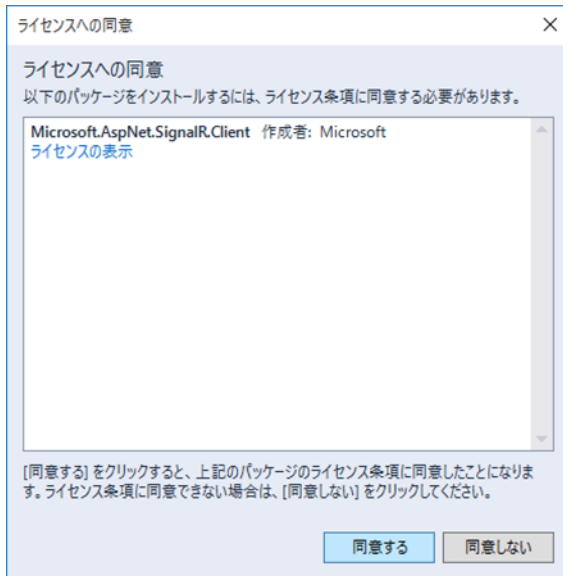 ライセンスへの同意
ライセンスへの同意
以下のパッケージをインストールするには、ライセンス条項に同意する必要があります。
Microsoft.AspNet.SignalR.Client 作成者: Microsoft
ライセンスの表示
[同意する] をクリックすると、上記のパッケージのライセンス条項に同意したことになりま
す。ライセンス条項に同意できない場合は、[同意しない] をクリックしてください。
同意する 同意しない